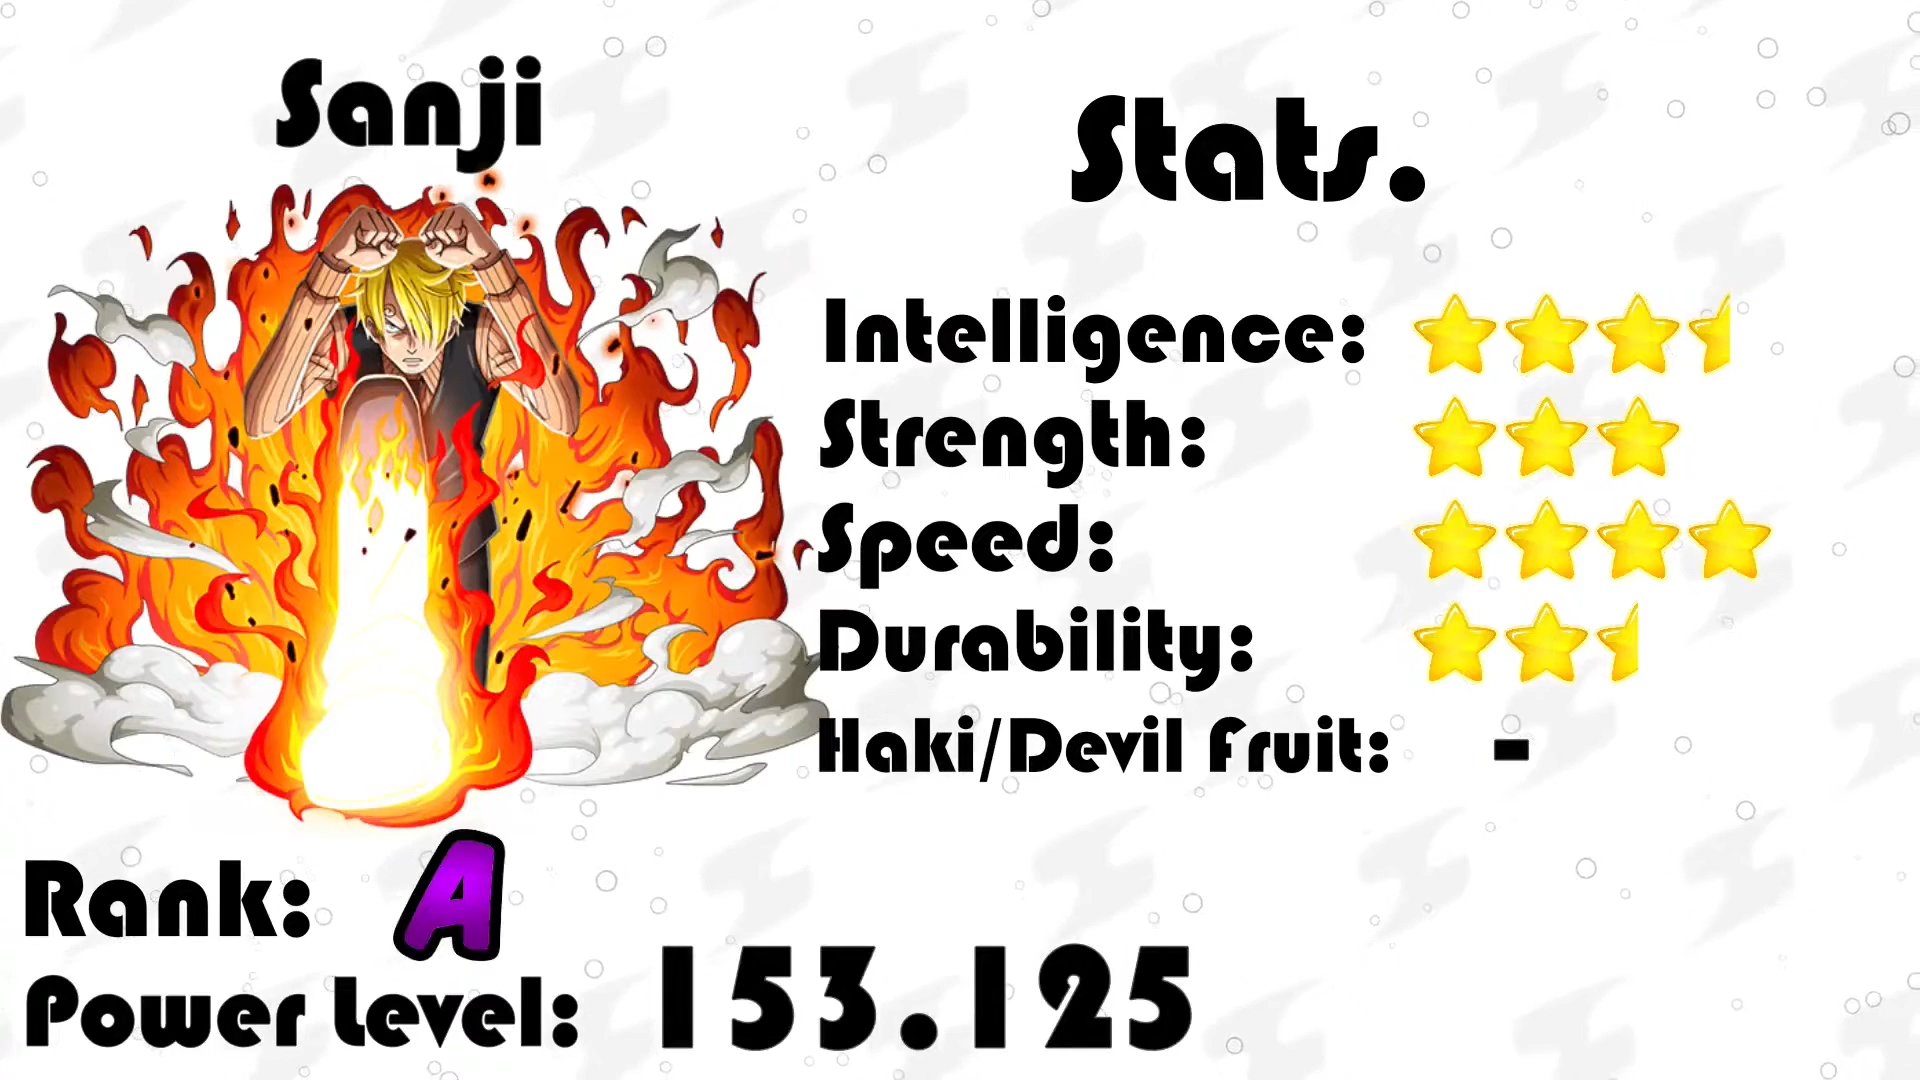 Sanji
Stats.
Intelligence:
Strength:
Speed:
Durability:
Haki/Devil Fruit: -
Rank: A
Power Level: 153.125